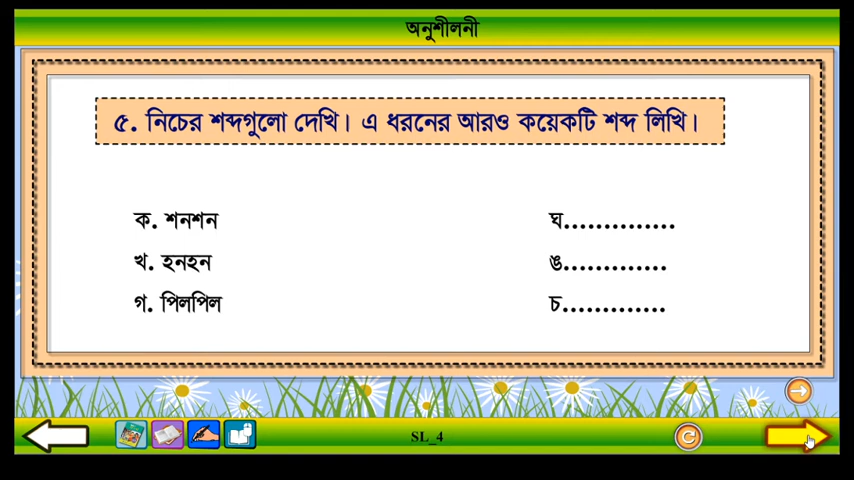 অনুশীলনী
৫. নিচের শব্দগুলো দেখি। এ ধরনের আরও কয়েকটি শব্দ লিখি।
ক. শনশন
ঘ..............
খ. হনহন
ঙ.............
গ. পিলপিল
চ.............
SL_4